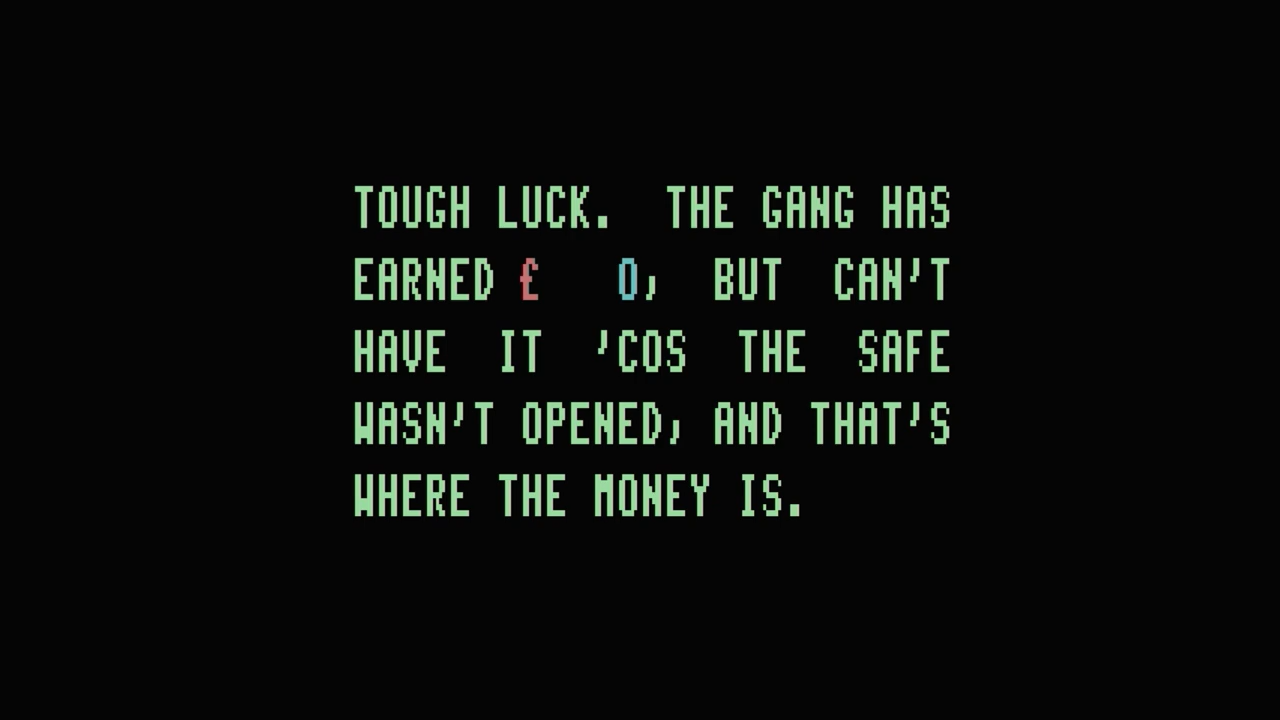 TOUGH LUCK.  THE GANG HAS
EARNED £   0,  BUT  CAN'T
HAVE  IT  'COS  THE  SAFE
WASN'T OPENED, AND THAT'S
WHERE THE MONEY IS.